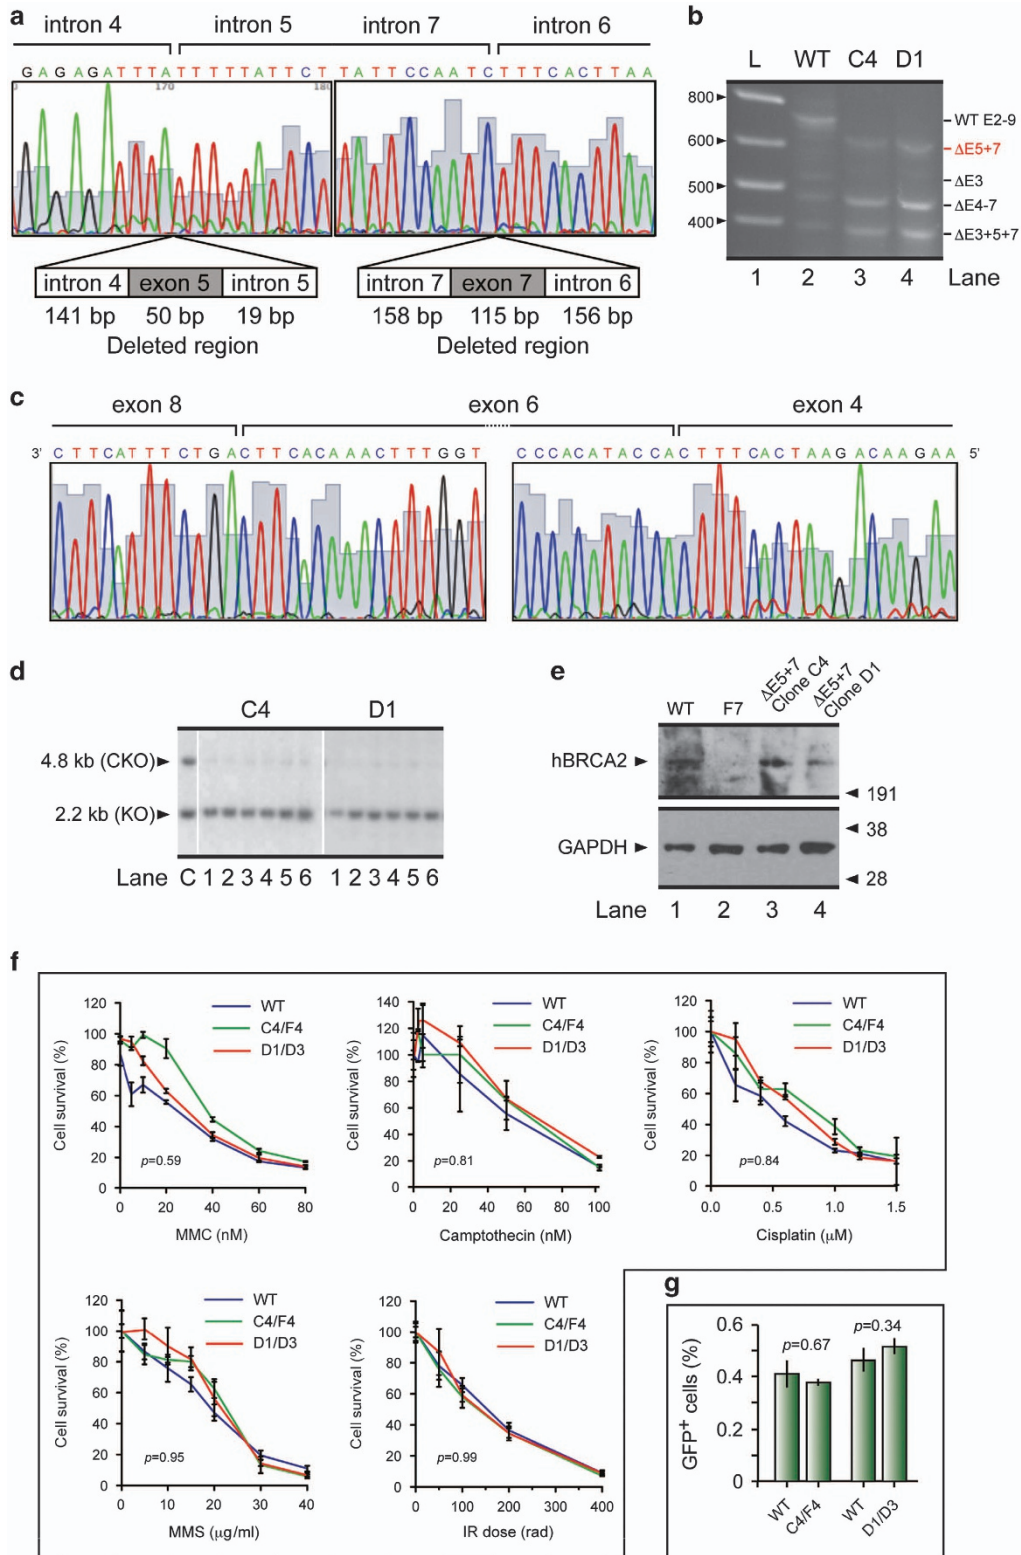 a
intron 4 intron 5 intron 7 intron 6
G A G A G A T T T A T T T T T A T T C T T A T T C C A A T C T T T C A C T T A A
170 180
intron 4 exon 5 intron 5
141 bp 50 bp 19 bp
Deleted region
intron 7 exon 7 intron 6
158 bp 115 bp 156 bp
Deleted region
b
L WT C4 D1
800
600
500
400
WT E2-9
ΔE5+7
ΔE3
ΔE4-7
ΔE3+5+7
1 2 3 4 Lane
c
exon 8 exon 6 exon 4
3' C T T C A T T T C T G A C T T C A C A A A C T T T G G T C C C A C A T A C C A C T T T C A C T A A G A C A A G A A 5'
d
C4 D1
4.8 kb (CKO)
2.2 kb (KO)
Lane C 1 2 3 4 5 6 1 2 3 4 5 6
e
WT F7 ΔE5+7 Clone C4 ΔE5+7 Clone D1
hBRCA2
191
38
GAPDH
28
Lane 1 2 3 4
f
120
100
80
60
40
20
0
Cell survival (%)
WT
C4/F4
D1/D3
p=0.59
0 20 40 60 80
MMC (nM)
140
120
100
80
60
40
20
0
Cell survival (%)
WT
C4/F4
D1/D3
p=0.81
0 20 40 60 80 100
Camptothecin (nM)
120
100
80
60
40
20
0
Cell survival (%)
WT
C4/F4
D1/D3
p=0.84
0.0 0.5 1.0 1.5
Cisplatin (μM)
120
100
80
60
40
20
0
Cell survival (%)
WT
C4/F4
D1/D3
p=0.95
0 10 20 30 40
MMS (μg/ml)
120
100
80
60
40
20
0
Cell survival (%)
WT
C4/F4
D1/D3
p=0.99
0 100 200 300 400
IR dose (rad)
g
0.6
0.4
0.2
0
GFP+ cells (%)
p=0.67
p=0.34
WT C4/F4 WT D1/D3